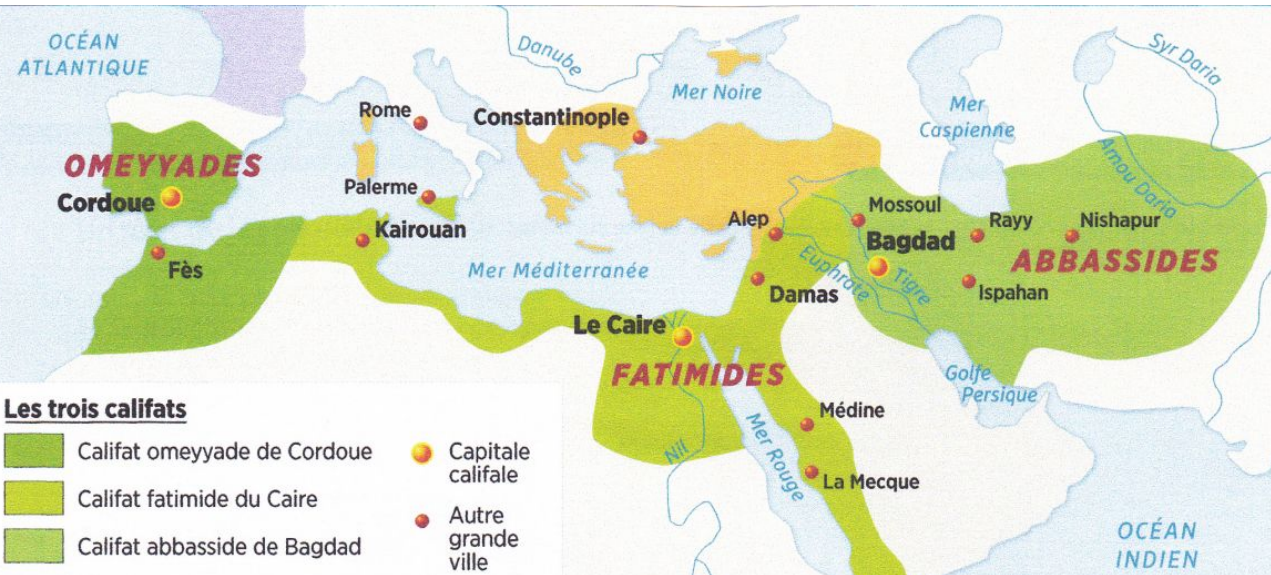 OCÉAN
ATLANTIQUE
Danube
Syr Daria
Mer Noire
Mer
Caspienne
Rome
Constantinople
OMEYYADES
Cordoue
Palerme
Amou Daria
Kairouan
Alep
Mossoul
Rayy
Nishapur
Bagdad
ABBASSIDES
Fès
Mer Méditerranée
Euphrate
Tigre
Damas
Ispahan
Le Caire
FATIMIDES
Golfe
Persique
Médine
Nil
Mer Rouge
La Mecque
OCÉAN
INDIEN
Les trois califats
Califat omeyyade de Cordoue
Califat fatimide du Caire
Califat abbasside de Bagdad
Capitale
califale
Autre
grande
ville